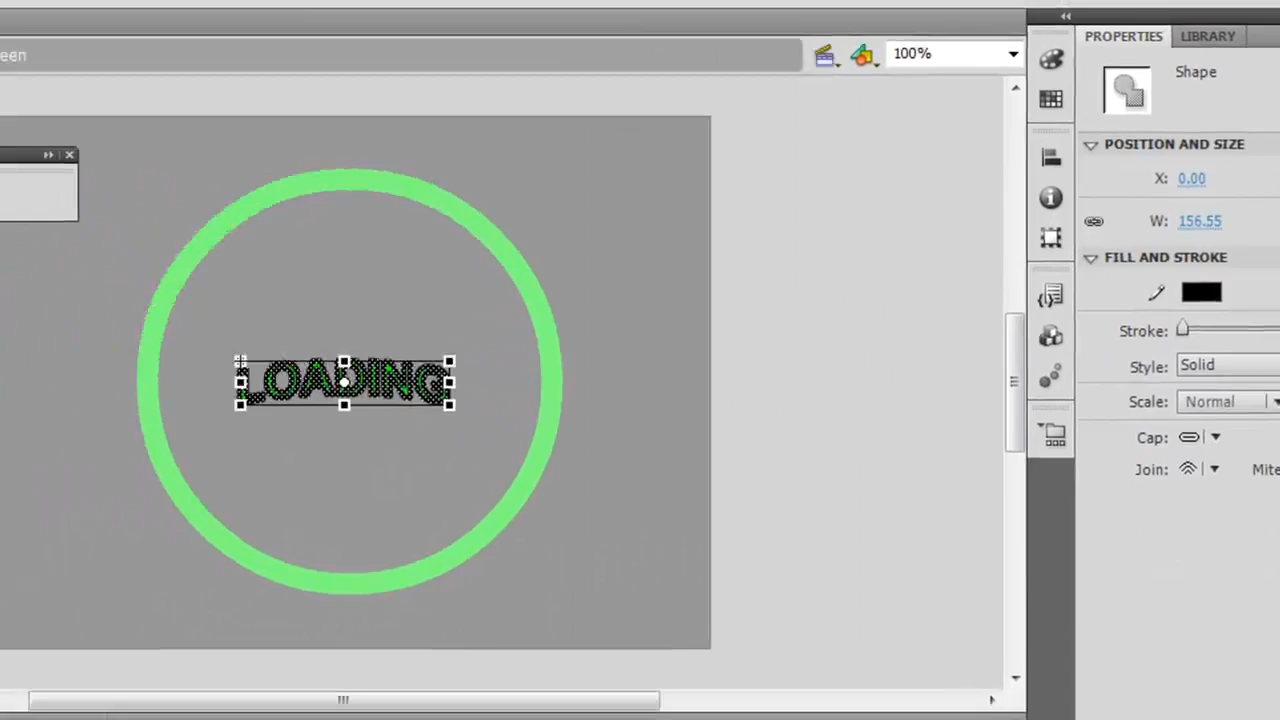 een
100%
PROPERTIES
LIBRARY
Shape
POSITION AND SIZE
X: 0.00
W: 156.55
FILL AND STROKE
Stroke:
Style: Solid
Scale: Normal
Cap:
Join:
Mite
LOADING